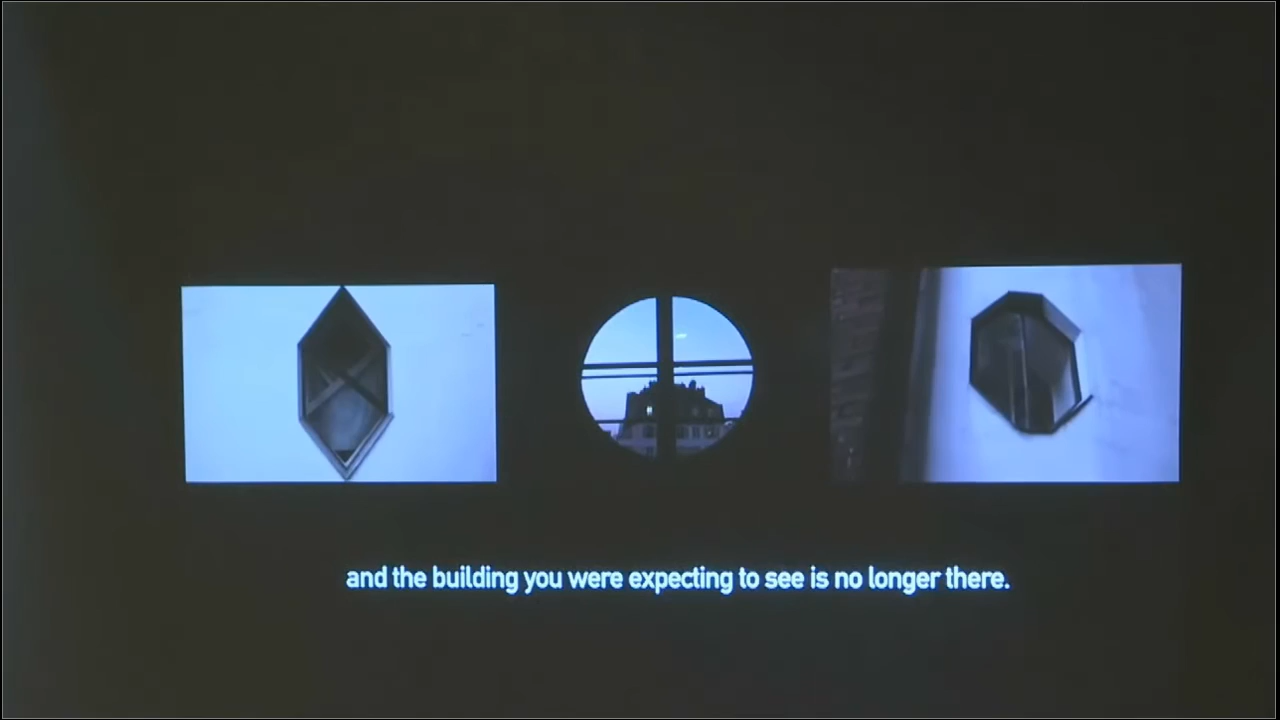 and the building you were expecting to see is no longer there.